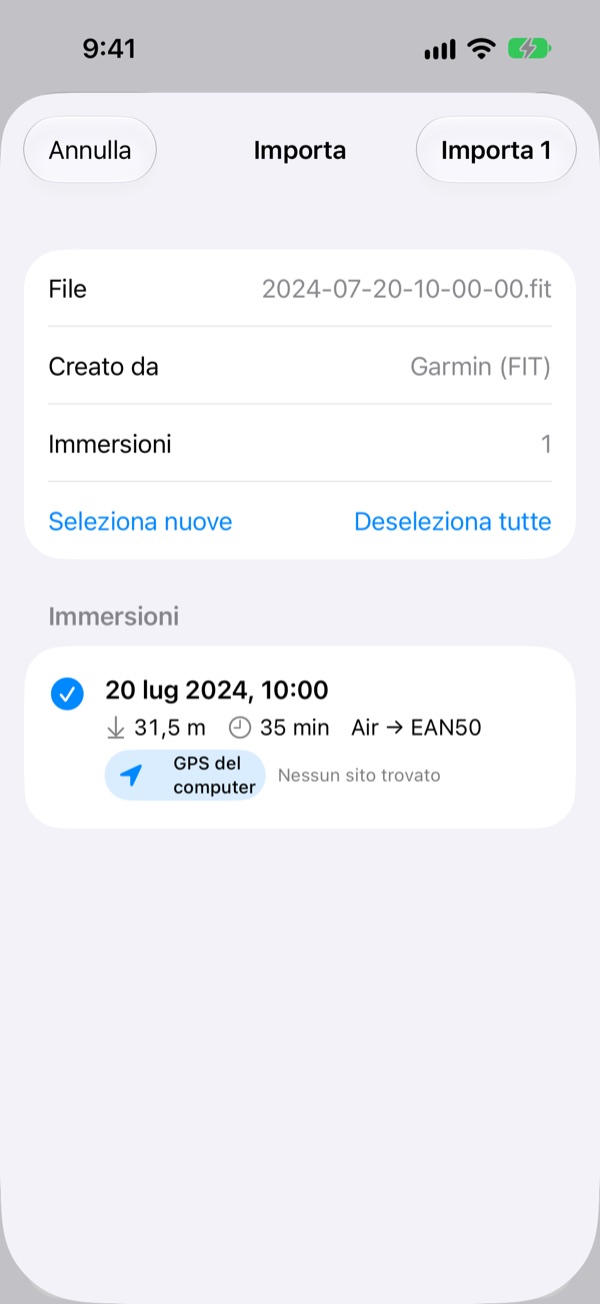 9:41
Annulla
Importa
Importa 1
File
2024-07-20-10-00-00.fit
Creato da
Garmin (FIT)
Immersioni
1
Seleziona nuove
Deseleziona tutte
Immersioni
20 lug 2024, 10:00
31,5 m 35 min Air → EAN50
GPS del
computer
Nessun sito trovato